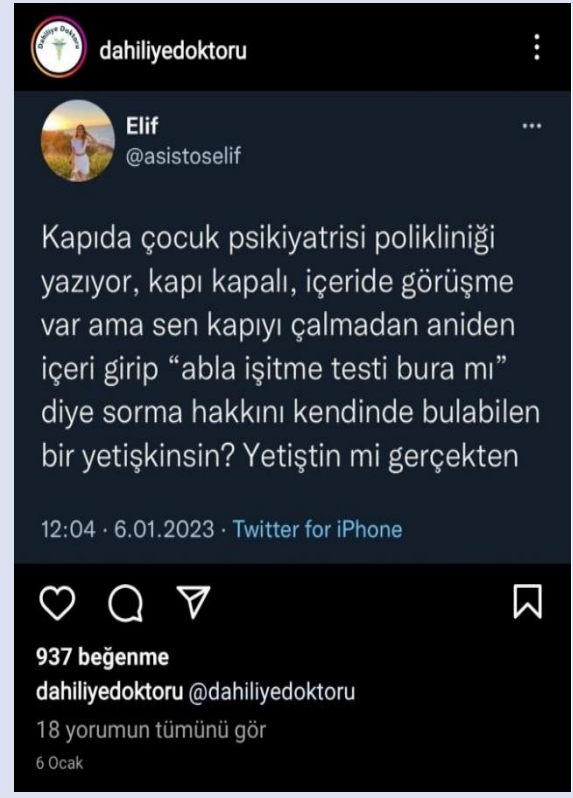 Dahiliye Doktoru
dahiliyedoktoru
Elif
@asistoselif
Kapıda çocuk psikiyatrisi polikliniği
yazıyor, kapı kapalı, içeride görüşme
var ama sen kapıyı çalmadan aniden
içeri girip “abla işitme testi bura mı”
diye sorma hakkını kendinde bulabilen
bir yetişkinsin? Yetiştin mi gerçekten
12:04 · 6.01.2023 · Twitter for iPhone
937 beğenme
dahiliyedoktoru @dahiliyedoktoru
18 yorumun tümünü gör
6 Ocak